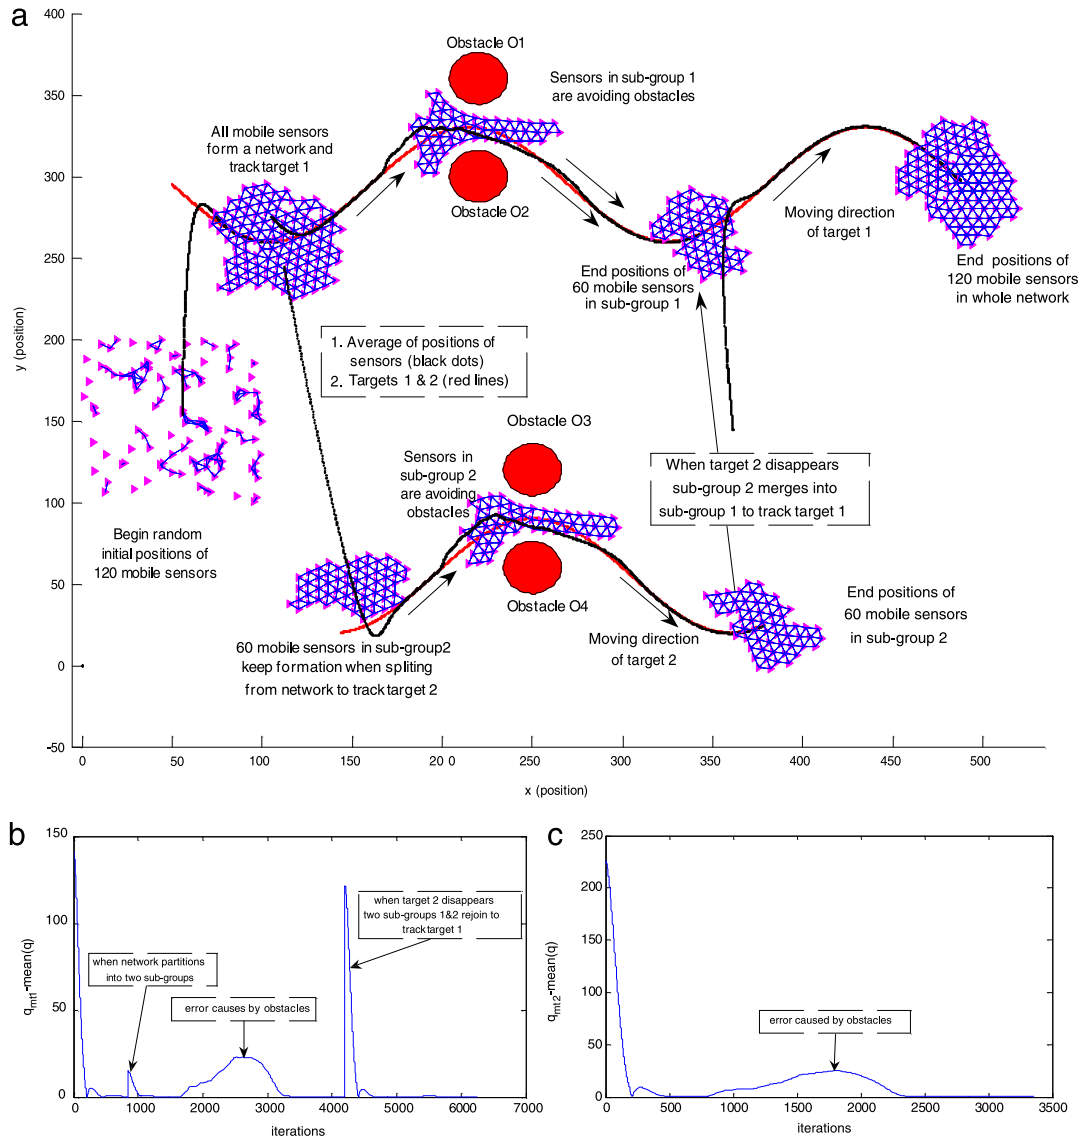 a
400
350
300
250
200
150
100
50
0
-50
y (position)
0
50
100
150
20 0
250
300
350
400
450
500
x (position)
Obstacle O1
Sensors in sub-group 1
are avoiding obstacles
All mobile sensors
form a network and
track target 1
Obstacle O2
Moving direction
of target 1
End positions of
60 mobile sensors
in sub-group 1
End positions of
120 mobile sensors
in whole network
1. Average of positions of
sensors (black dots)
2. Targets 1 & 2 (red lines)
Obstacle O3
Sensors in
sub-group 2
are avoiding
obstacles
When target 2 disappears
sub-group 2 merges into
sub-group 1 to track target 1
Begin random
initial positions of
120 mobile sensors
Obstacle O4
End positions of
60 mobile sensors
in sub-group 2
60 mobile sensors in sub-group2
keep formation when spliting
from network to track target 2
Moving direction
of target 2
b
150
100
50
0
qmt1-mean(q)
when target 2 disappears
two sub-groups 1&2 rejoin to
track target 1
when network partitions
into two sub-groups
error causes by obstacles
0
1000
2000
3000
4000
5000
6000
7000
iterations
c
250
200
150
100
50
0
qmt2-mean(q)
error caused by obstacles
0
500
1000
1500
2000
2500
3000
3500
iterations